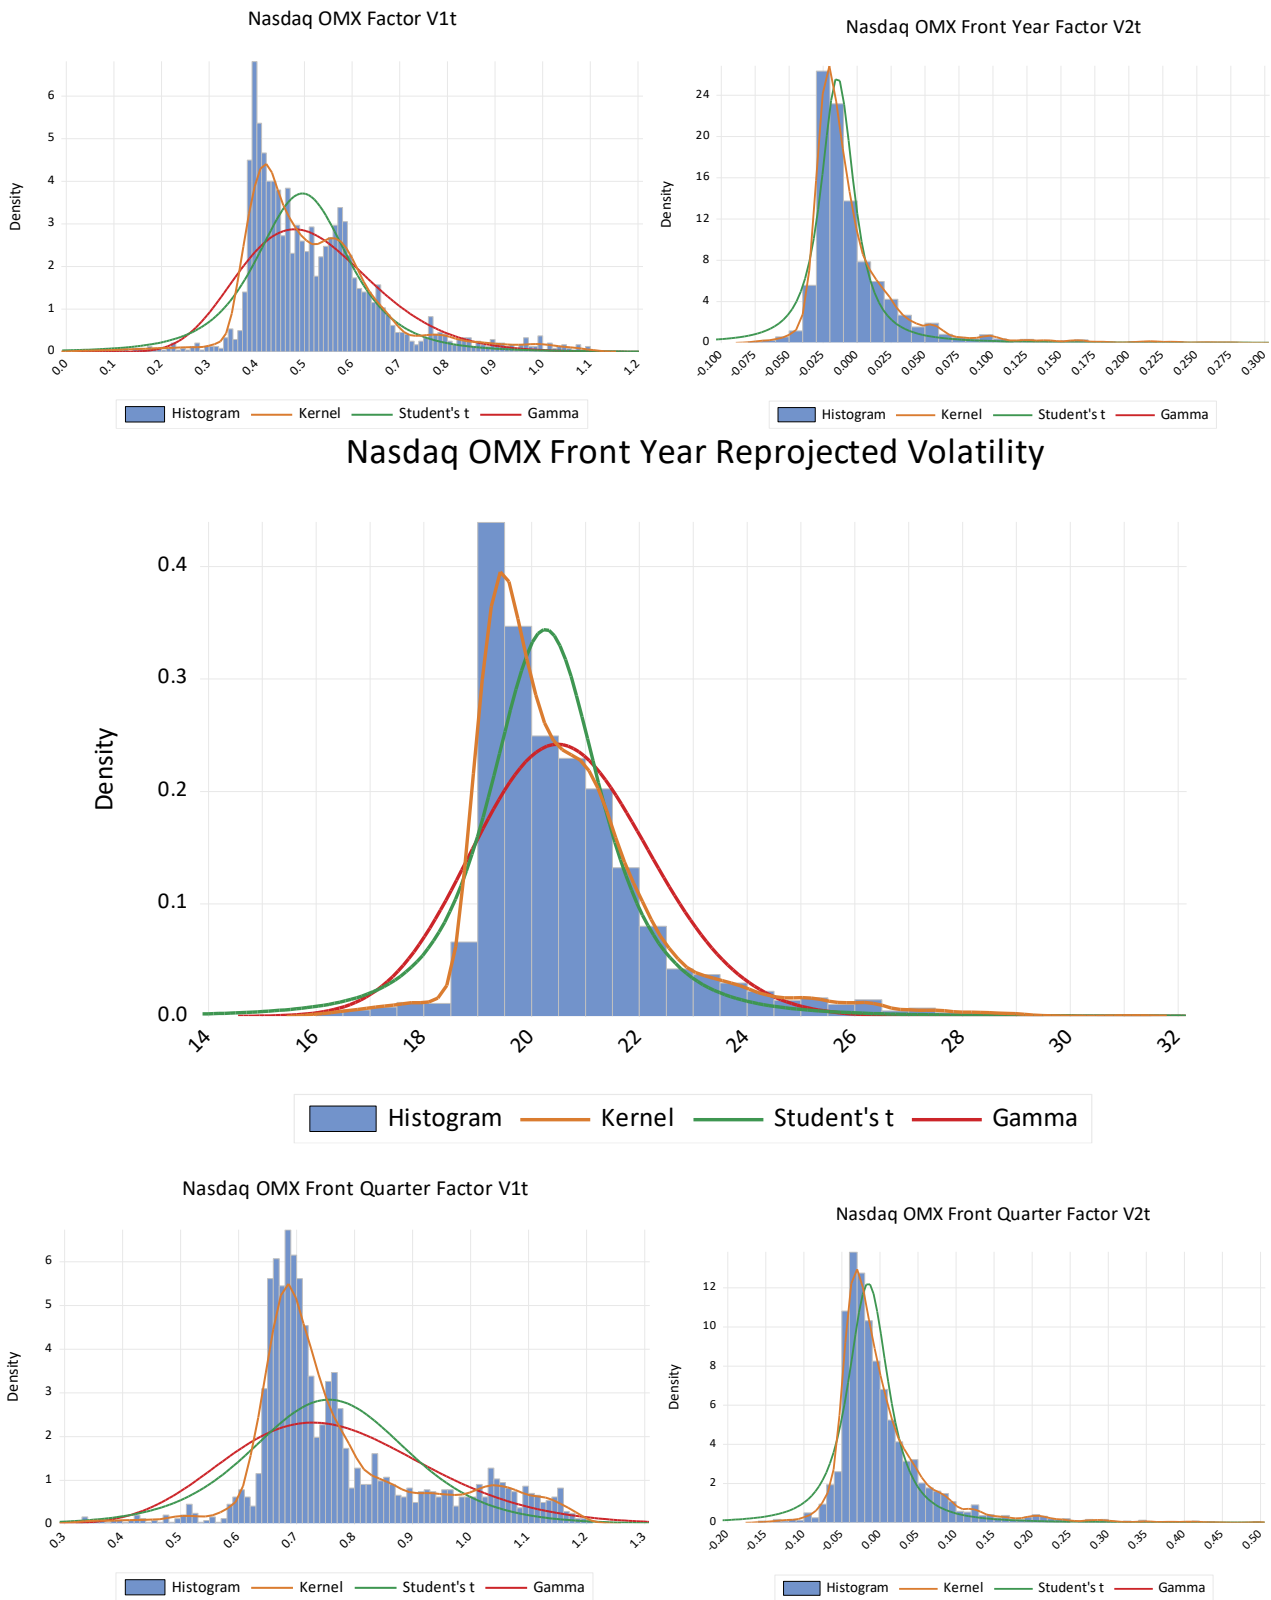 Nasdaq OMX Factor V1t
Density
6
5
4
3
2
1
0
0.0 0.1 0.2 0.3 0.4 0.5 0.6 0.7 0.8 0.9 1.0 1.1 1.2
Histogram Kernel Student's t Gamma
Nasdaq OMX Front Year Factor V2t
Density
24
20
16
12
8
4
0
-0.100 -0.075 -0.050 -0.025 0.000 0.025 0.050 0.075 0.100 0.125 0.150 0.175 0.200 0.225 0.250 0.275 0.300
Histogram Kernel Student's t Gamma
Nasdaq OMX Front Year Reprojected Volatility
Density
0.4
0.3
0.2
0.1
0.0
14 16 18 20 22 24 26 28 30 32
Histogram Kernel Student's t Gamma
Nasdaq OMX Front Quarter Factor V1t
Density
6
5
4
3
2
1
0
0.3 0.4 0.5 0.6 0.7 0.8 0.9 1.0 1.1 1.2 1.3
Histogram Kernel Student's t Gamma
Nasdaq OMX Front Quarter Factor V2t
Density
12
10
8
6
4
2
0
-0.20 -0.15 -0.10 -0.05 0.00 0.05 0.10 0.15 0.20 0.25 0.30 0.35 0.40 0.45 0.50
Histogram Kernel Student's t Gamma